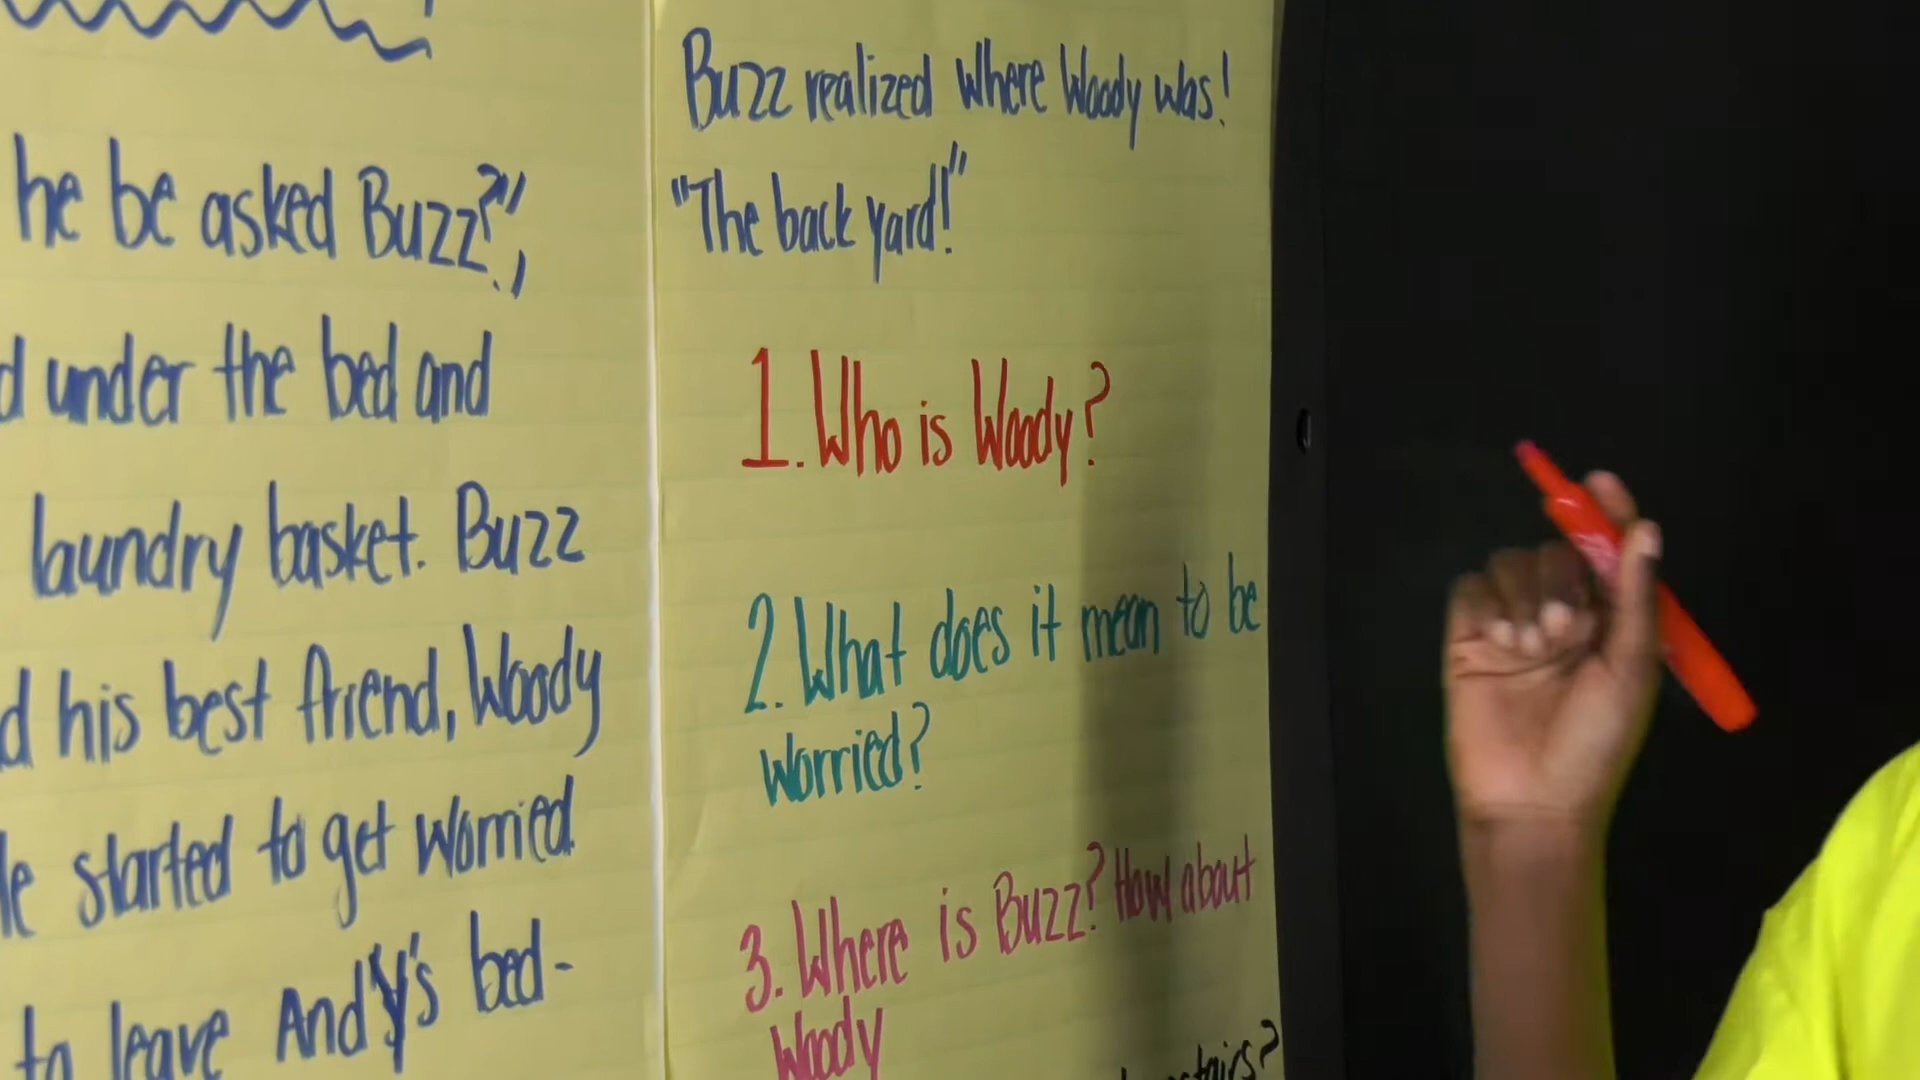 he be asked Buzz?",
under the bed and
laundry basket. Buzz
his best friend, Woody
started to get worried.
to leave Andy's bed-
Buzz realized where Woody was!
"The back yard!"
1. Who is Woody?
2. What does it mean to be
worried?
3. Where is Buzz? How about
Woody